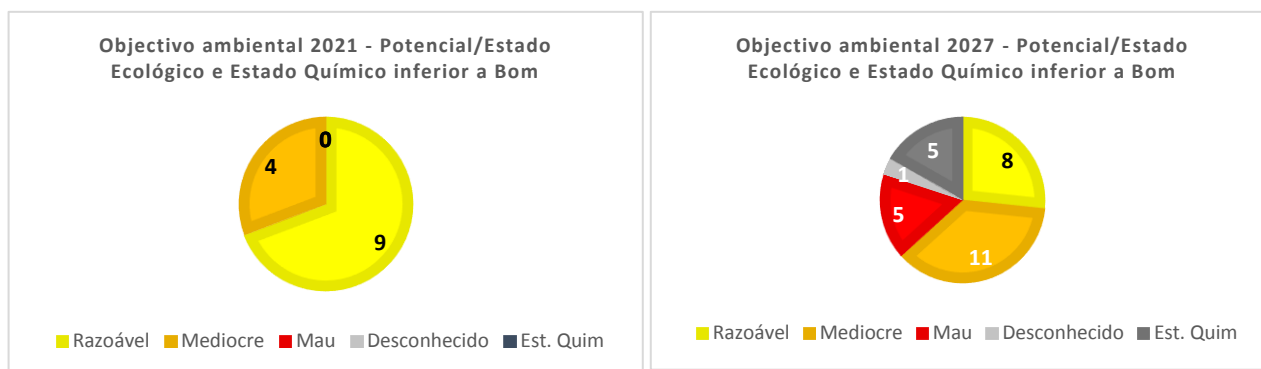 Objectivo ambiental 2021 - Potencial/Estado
Ecológico e Estado Químico inferior a Bom
0
4
9
Razoável Mediocre Mau Desconhecido Est. Quim
Objectivo ambiental 2027 - Potencial/Estado
Ecológico e Estado Químico inferior a Bom
5
8
1
5
11
Razoável Mediocre Mau Desconhecido Est. Quim